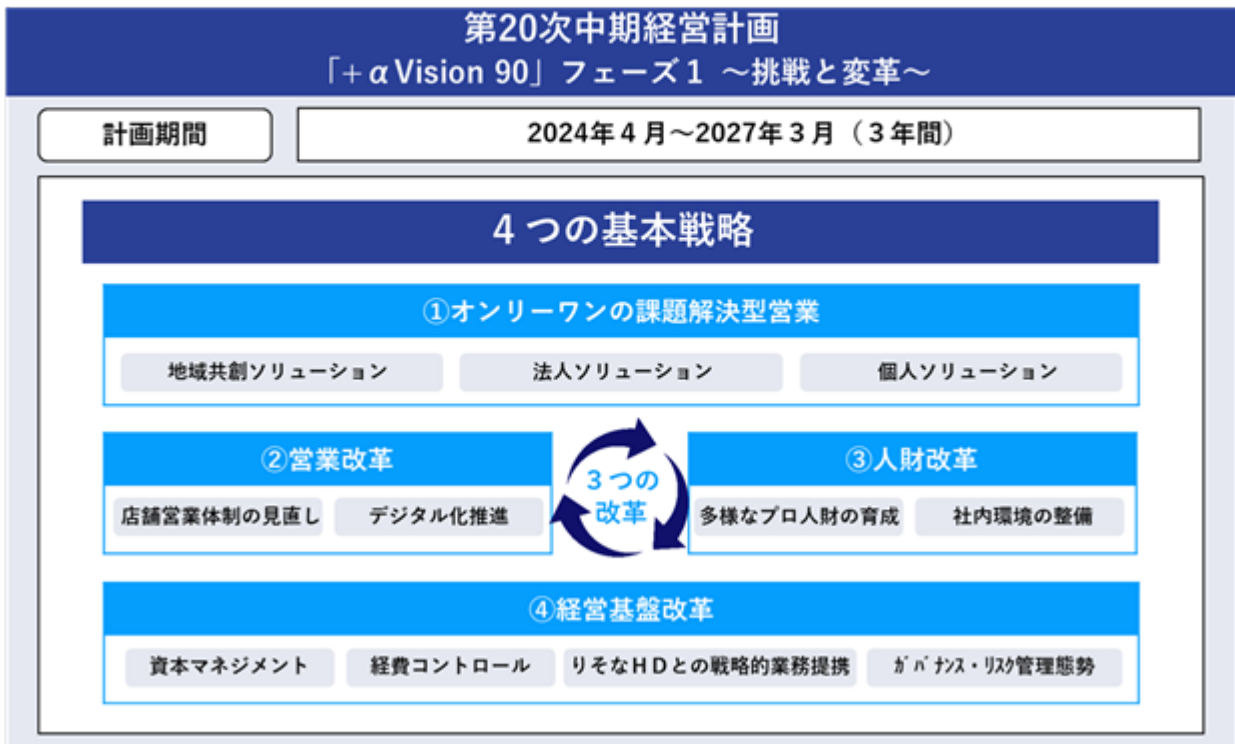 第20次中期経営計画
「+αVision 90」フェーズ1 ~挑戦と変革~
計画期間
2024年4月~2027年3月(3年間)
4つの基本戦略
①オンリーワンの課題解決型営業
地域共創ソリューション
法人ソリューション
個人ソリューション
②営業改革
店舗営業体制の見直し
デジタル化推進
3つの
改革
③人財改革
多様なプロ人財の育成
社内環境の整備
④経営基盤改革
資本マネジメント
経費コントロール
りそなHDとの戦略的業務提携
ガバナンス・リスク管理態勢